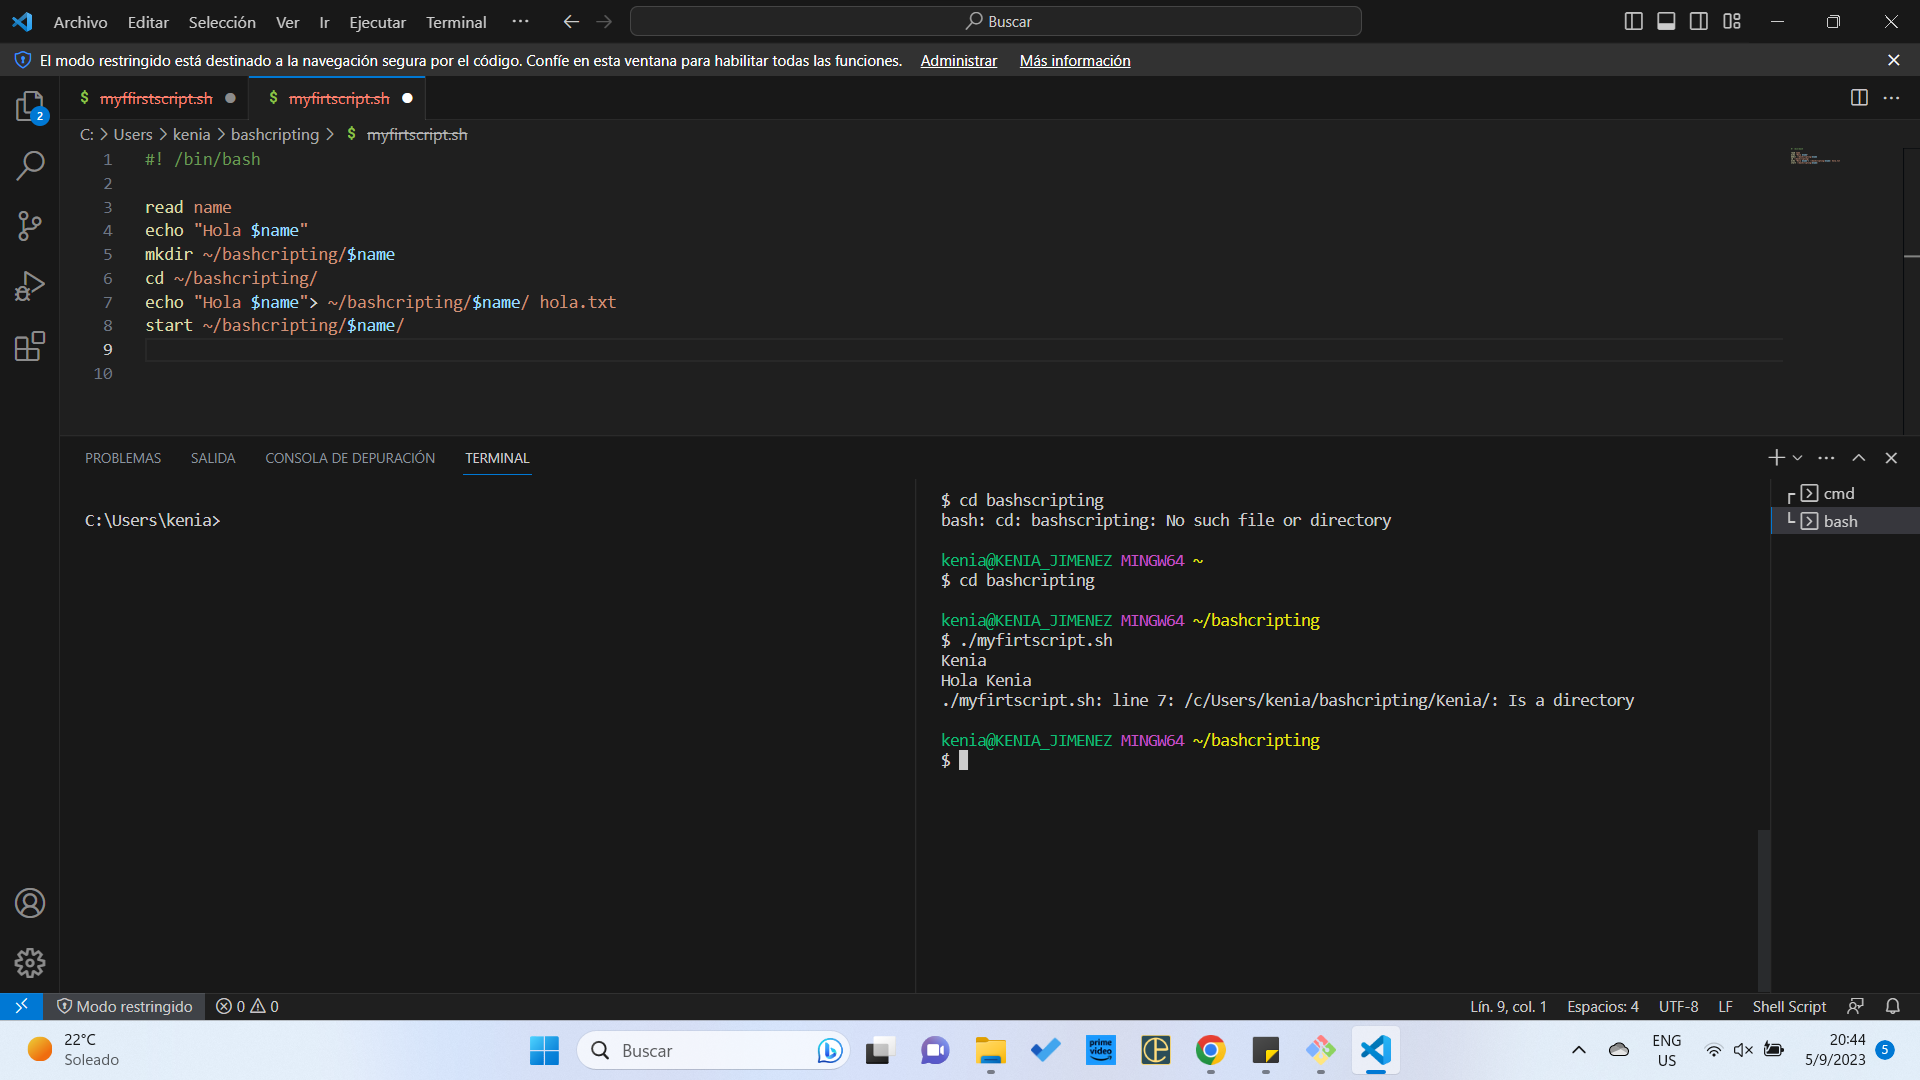 Archivo Editar Selección Ver Ir Ejecutar Terminal ··· Buscar
El modo restringido está destinado a la navegación segura por el código. Confíe en esta ventana para habilitar todas las funciones. Administrar Más información
$ myffirstscript.sh $ myfirtscript.sh
2
C: > Users > kenia > bashcripting > $ myfirtscript.sh
1 #! /bin/bash
2
3 read name
4 echo "Hola $name"
5 mkdir ~/bashcripting/$name
6 cd ~/bashcripting/
7 echo "Hola $name"> ~/bashcripting/$name/ hola.txt
8 start ~/bashcripting/$name/
9
10
PROBLEMAS SALIDA CONSOLA DE DEPURACIÓN TERMINAL
C:\Users\kenia>
$ cd bashscripting
bash: cd: bashscripting: No such file or directory
kenia@KENIA_JIMENEZ MINGW64 ~
$ cd bashcripting
kenia@KENIA_JIMENEZ MINGW64 ~/bashcripting
$ ./myfirtscript.sh
Kenia
Hola Kenia
./myfirtscript.sh: line 7: /c/Users/kenia/bashcripting/Kenia/: Is a directory
kenia@KENIA_JIMENEZ MINGW64 ~/bashcripting
$
cmd
bash
Modo restringido 0 0 Lín. 9, col. 1 Espacios: 4 UTF-8 LF Shell Script
22°C
Soleado
Buscar
prime video
ENG
US
20:44
5/9/2023
5